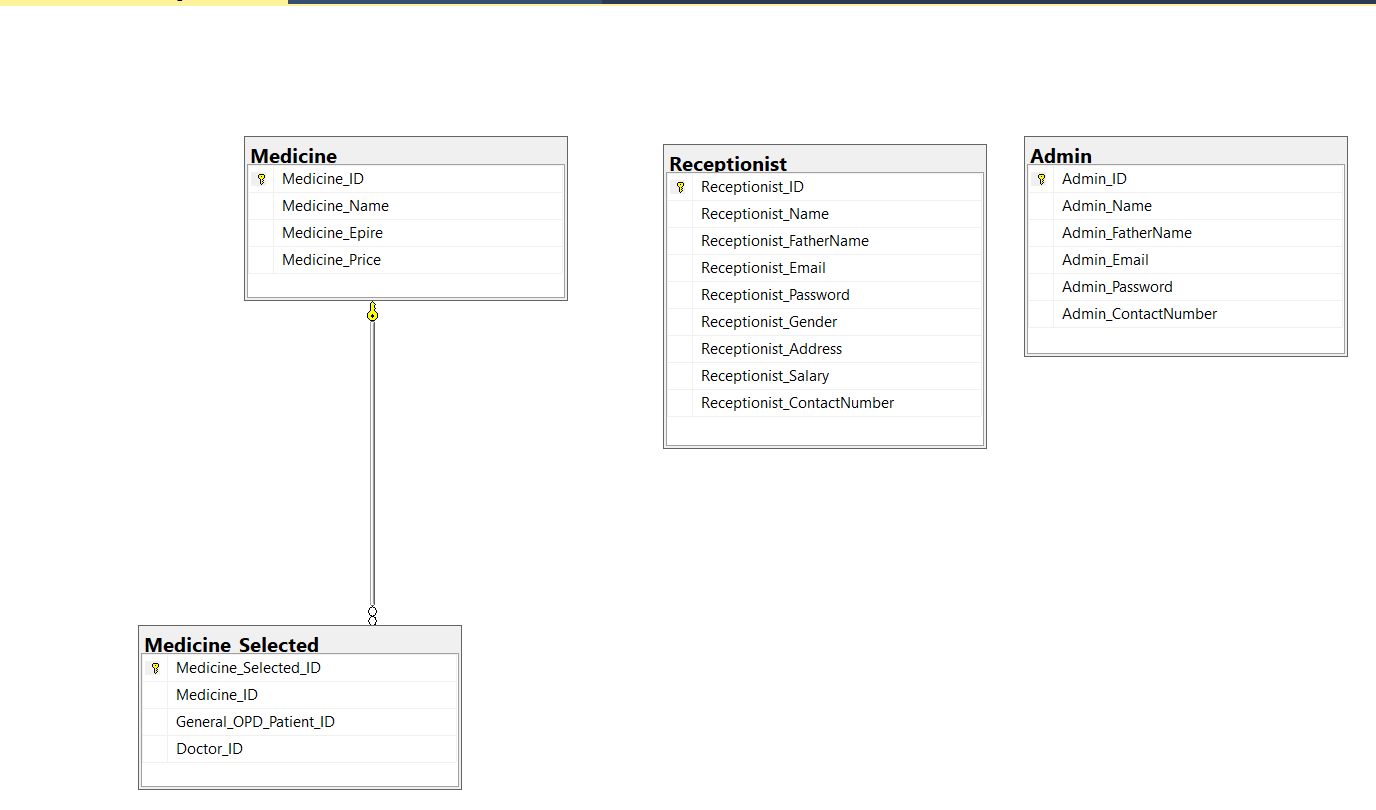 Medicine
Medicine_ID
Medicine_Name
Medicine_Epire
Medicine_Price
Receptionist
Receptionist_ID
Receptionist_Name
Receptionist_FatherName
Receptionist_Email
Receptionist_Password
Receptionist_Gender
Receptionist_Address
Receptionist_Salary
Receptionist_ContactNumber
Admin
Admin_ID
Admin_Name
Admin_FatherName
Admin_Email
Admin_Password
Admin_ContactNumber
Medicine_Selected
Medicine_Selected_ID
Medicine_ID
General_OPD_Patient_ID
Doctor_ID